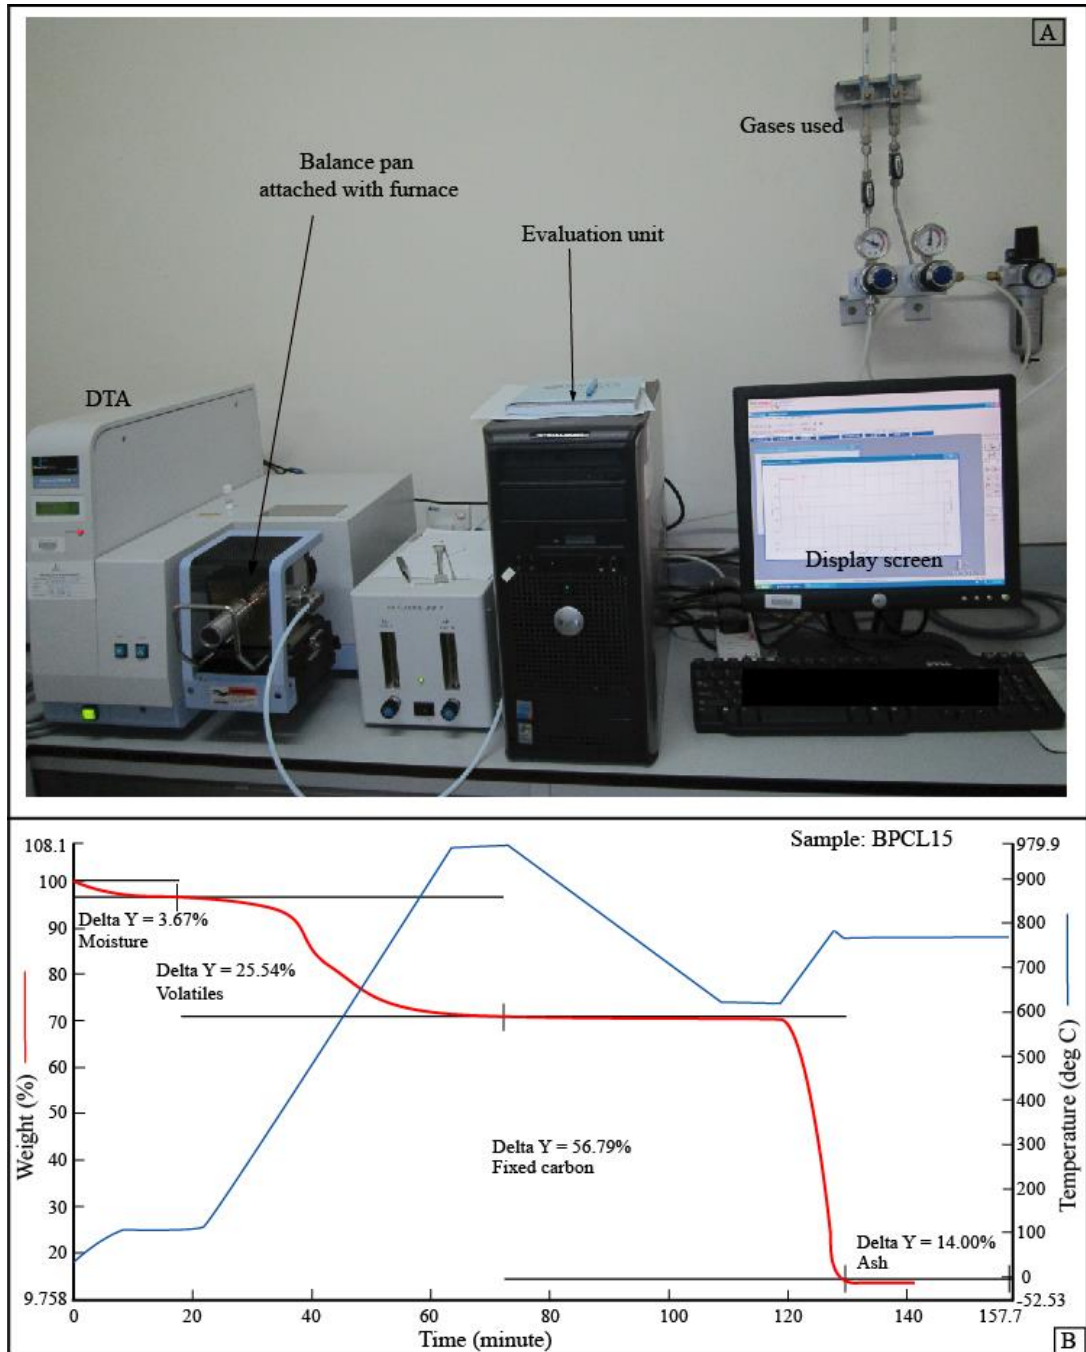 A
Gases used
Balance pan
attached with furnace
Evaluation unit
DTA
Display screen
DELL
Sample: BPCL15
108.1
100
90
80
70
60
50
40
30
20
9.758
Weight (%)
Delta Y = 3.67%
Moisture
Delta Y = 25.54%
Volatiles
Delta Y = 56.79%
Fixed carbon
Delta Y = 14.00%
Ash
979.9
900
800
700
600
500
400
300
200
100
0
-52.53
Temperature (deg C)
0
20
40
60
80
100
120
140
157.7
Time (minute)
B